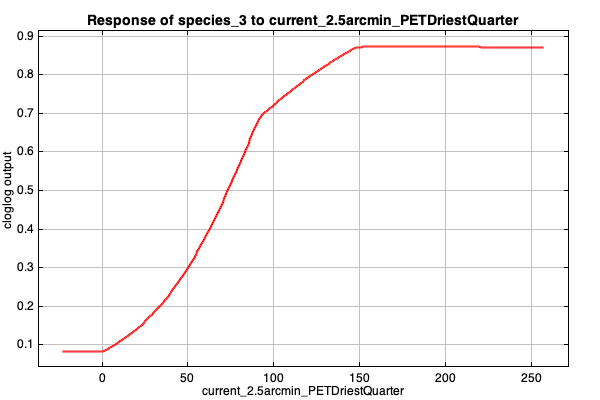 Response of species_3 to current_2.5arcmin_PETDriestQuarter
0.9
0.8
0.7
0.6
0.5
0.4
0.3
0.2
0.1
cloglog output
0 50 100 150 200 250
current_2.5arcmin_PETDriestQuarter